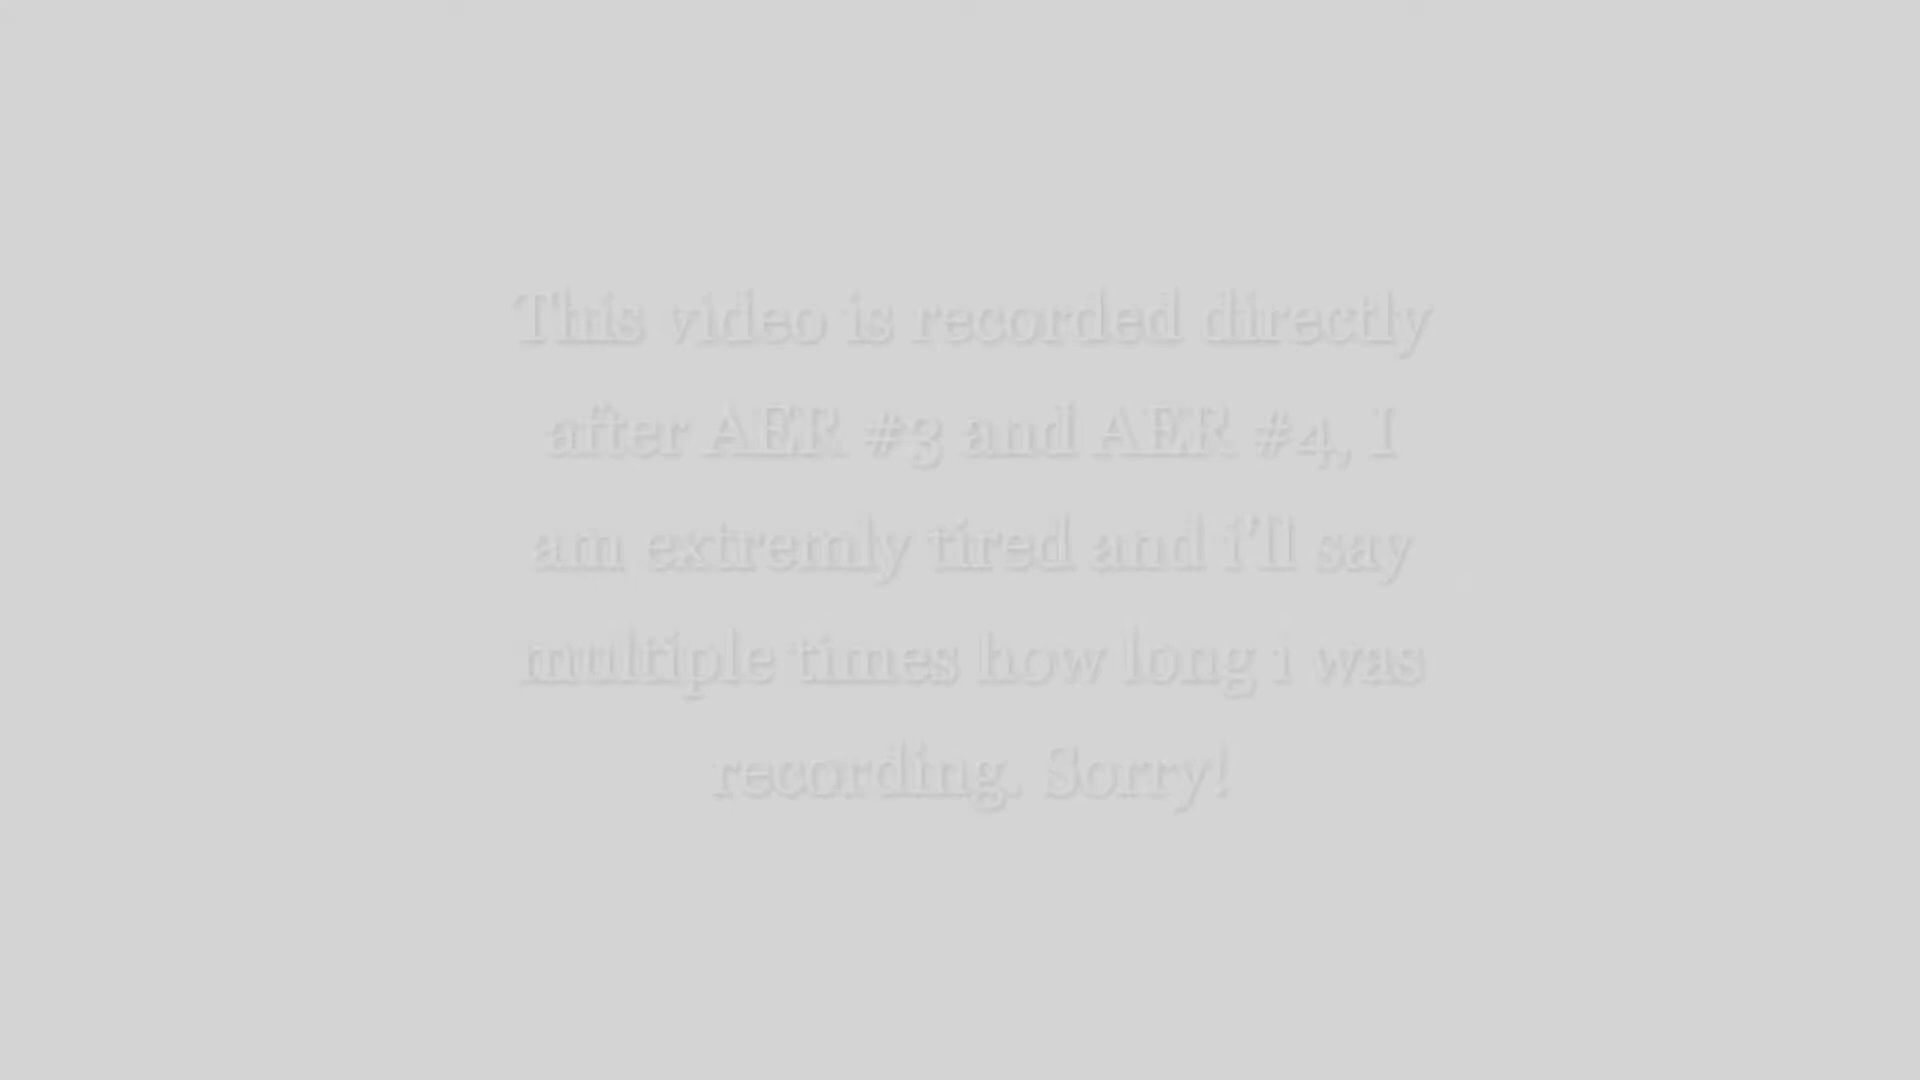 This video is recorded directly
after AER #3 and AER #4, I
am extremly tired and i'll say
multiple times how long i was
recording. Sorry!